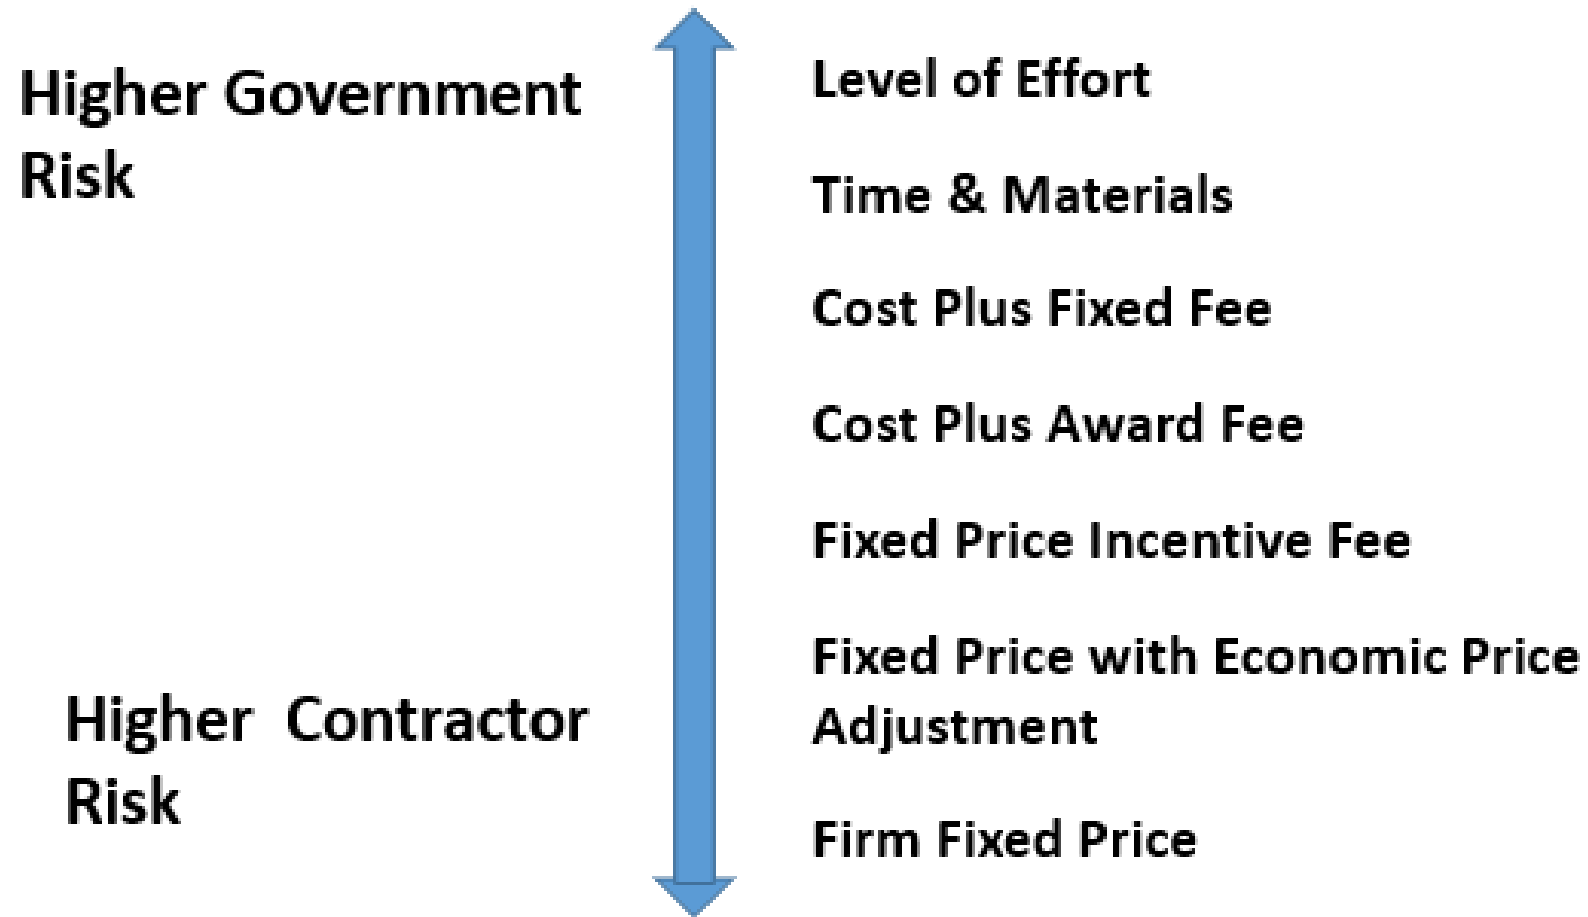 Higher Government
Risk
Higher Contractor
Risk
Level of Effort
Time & Materials
Cost Plus Fixed Fee
Cost Plus Award Fee
Fixed Price Incentive Fee
Fixed Price with Economic Price
Adjustment
Firm Fixed Price